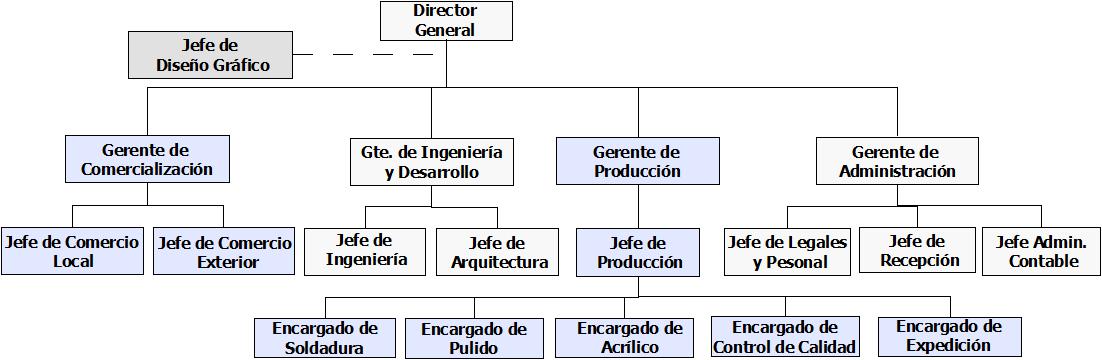 Director
General
Jefe de
Diseño Gráfico
Gerente de
Comercialización
Gte. de Ingeniería
y Desarrollo
Gerente de
Producción
Gerente de
Administración
Jefe de Comercio
Local
Jefe de Comercio
Exterior
Jefe de
Ingeniería
Jefe de
Arquitectura
Jefe de
Producción
Jefe de Legales
y Pesonal
Jefe de
Recepción
Jefe Admin.
Contable
Encargado de
Soldadura
Encargado de
Pulido
Encargado de
Acrílico
Encargado de
Control de Calidad
Encargado de
Expedición